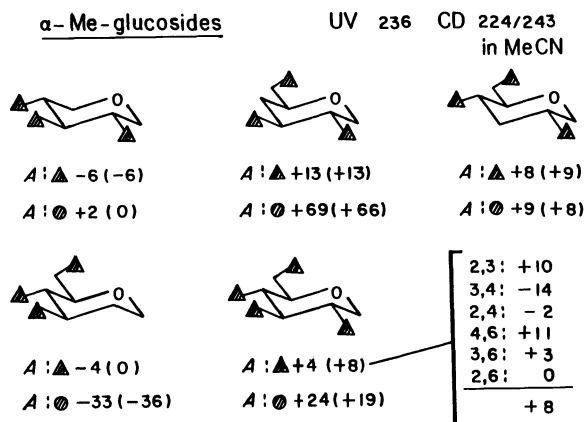 α-Me-glucosides UV 236 CD 224/243
in MeCN
O O O
A:▲ -6 (-6) A:▲ +13 (+13) A:▲ +8 (+9)
A:● +2 (0) A:● +69 (+66) A:● +9 (+8)
O O
A:▲ -4 (0) A:▲ +4 (+8)
A:● -33 (-36) A:● +24 (+19)
2,3: +10
3,4: -14
2,4: -2
4,6: +11
3,6: +3
2,6: 0
+8